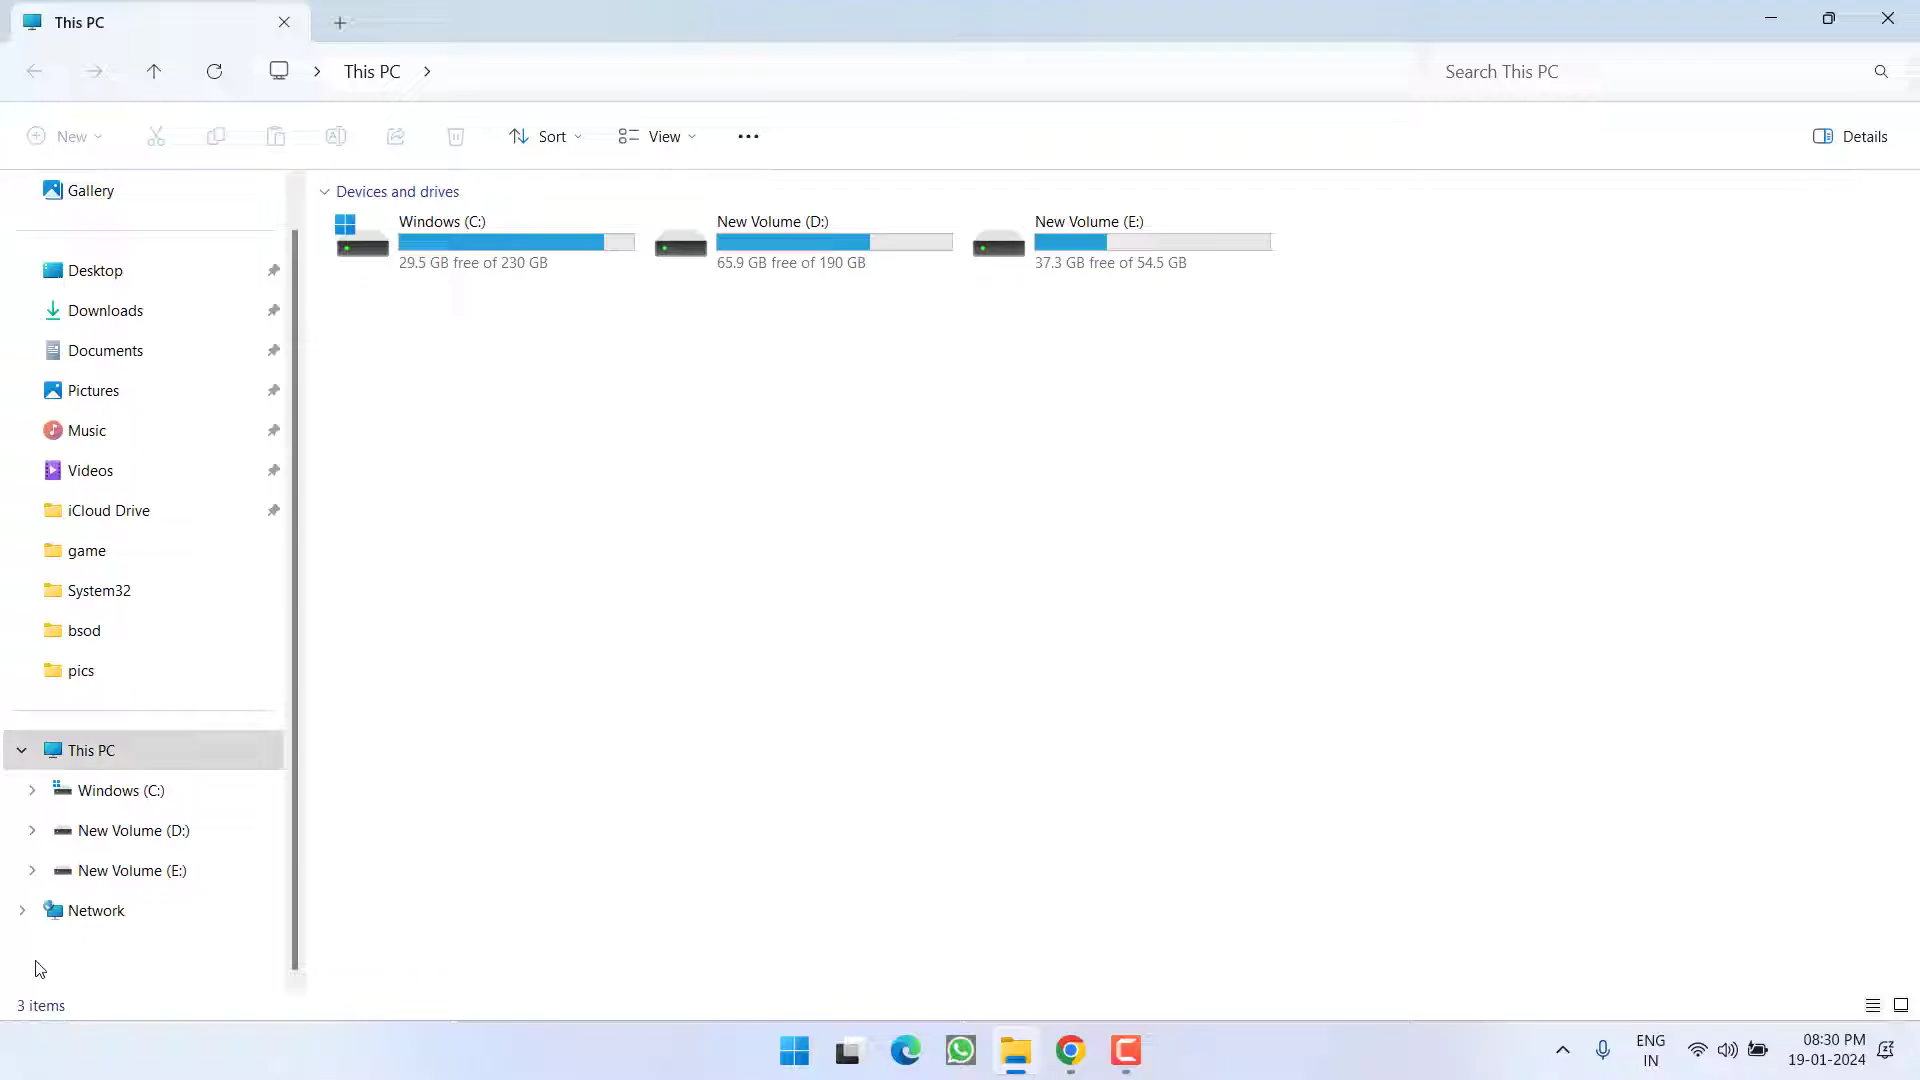 This PC
This PC
Search This PC
New
Sort
View
Details
Gallery
Desktop
Downloads
Documents
Pictures
Music
Videos
iCloud Drive
game
System32
bsod
pics
This PC
Windows (C:)
New Volume (D:)
New Volume (E:)
Network
3 items
Devices and drives
Windows (C:)
29.5 GB free of 230 GB
New Volume (D:)
65.9 GB free of 190 GB
New Volume (E:)
37.3 GB free of 54.5 GB
ENG
IN
08:30 PM
19-01-2024